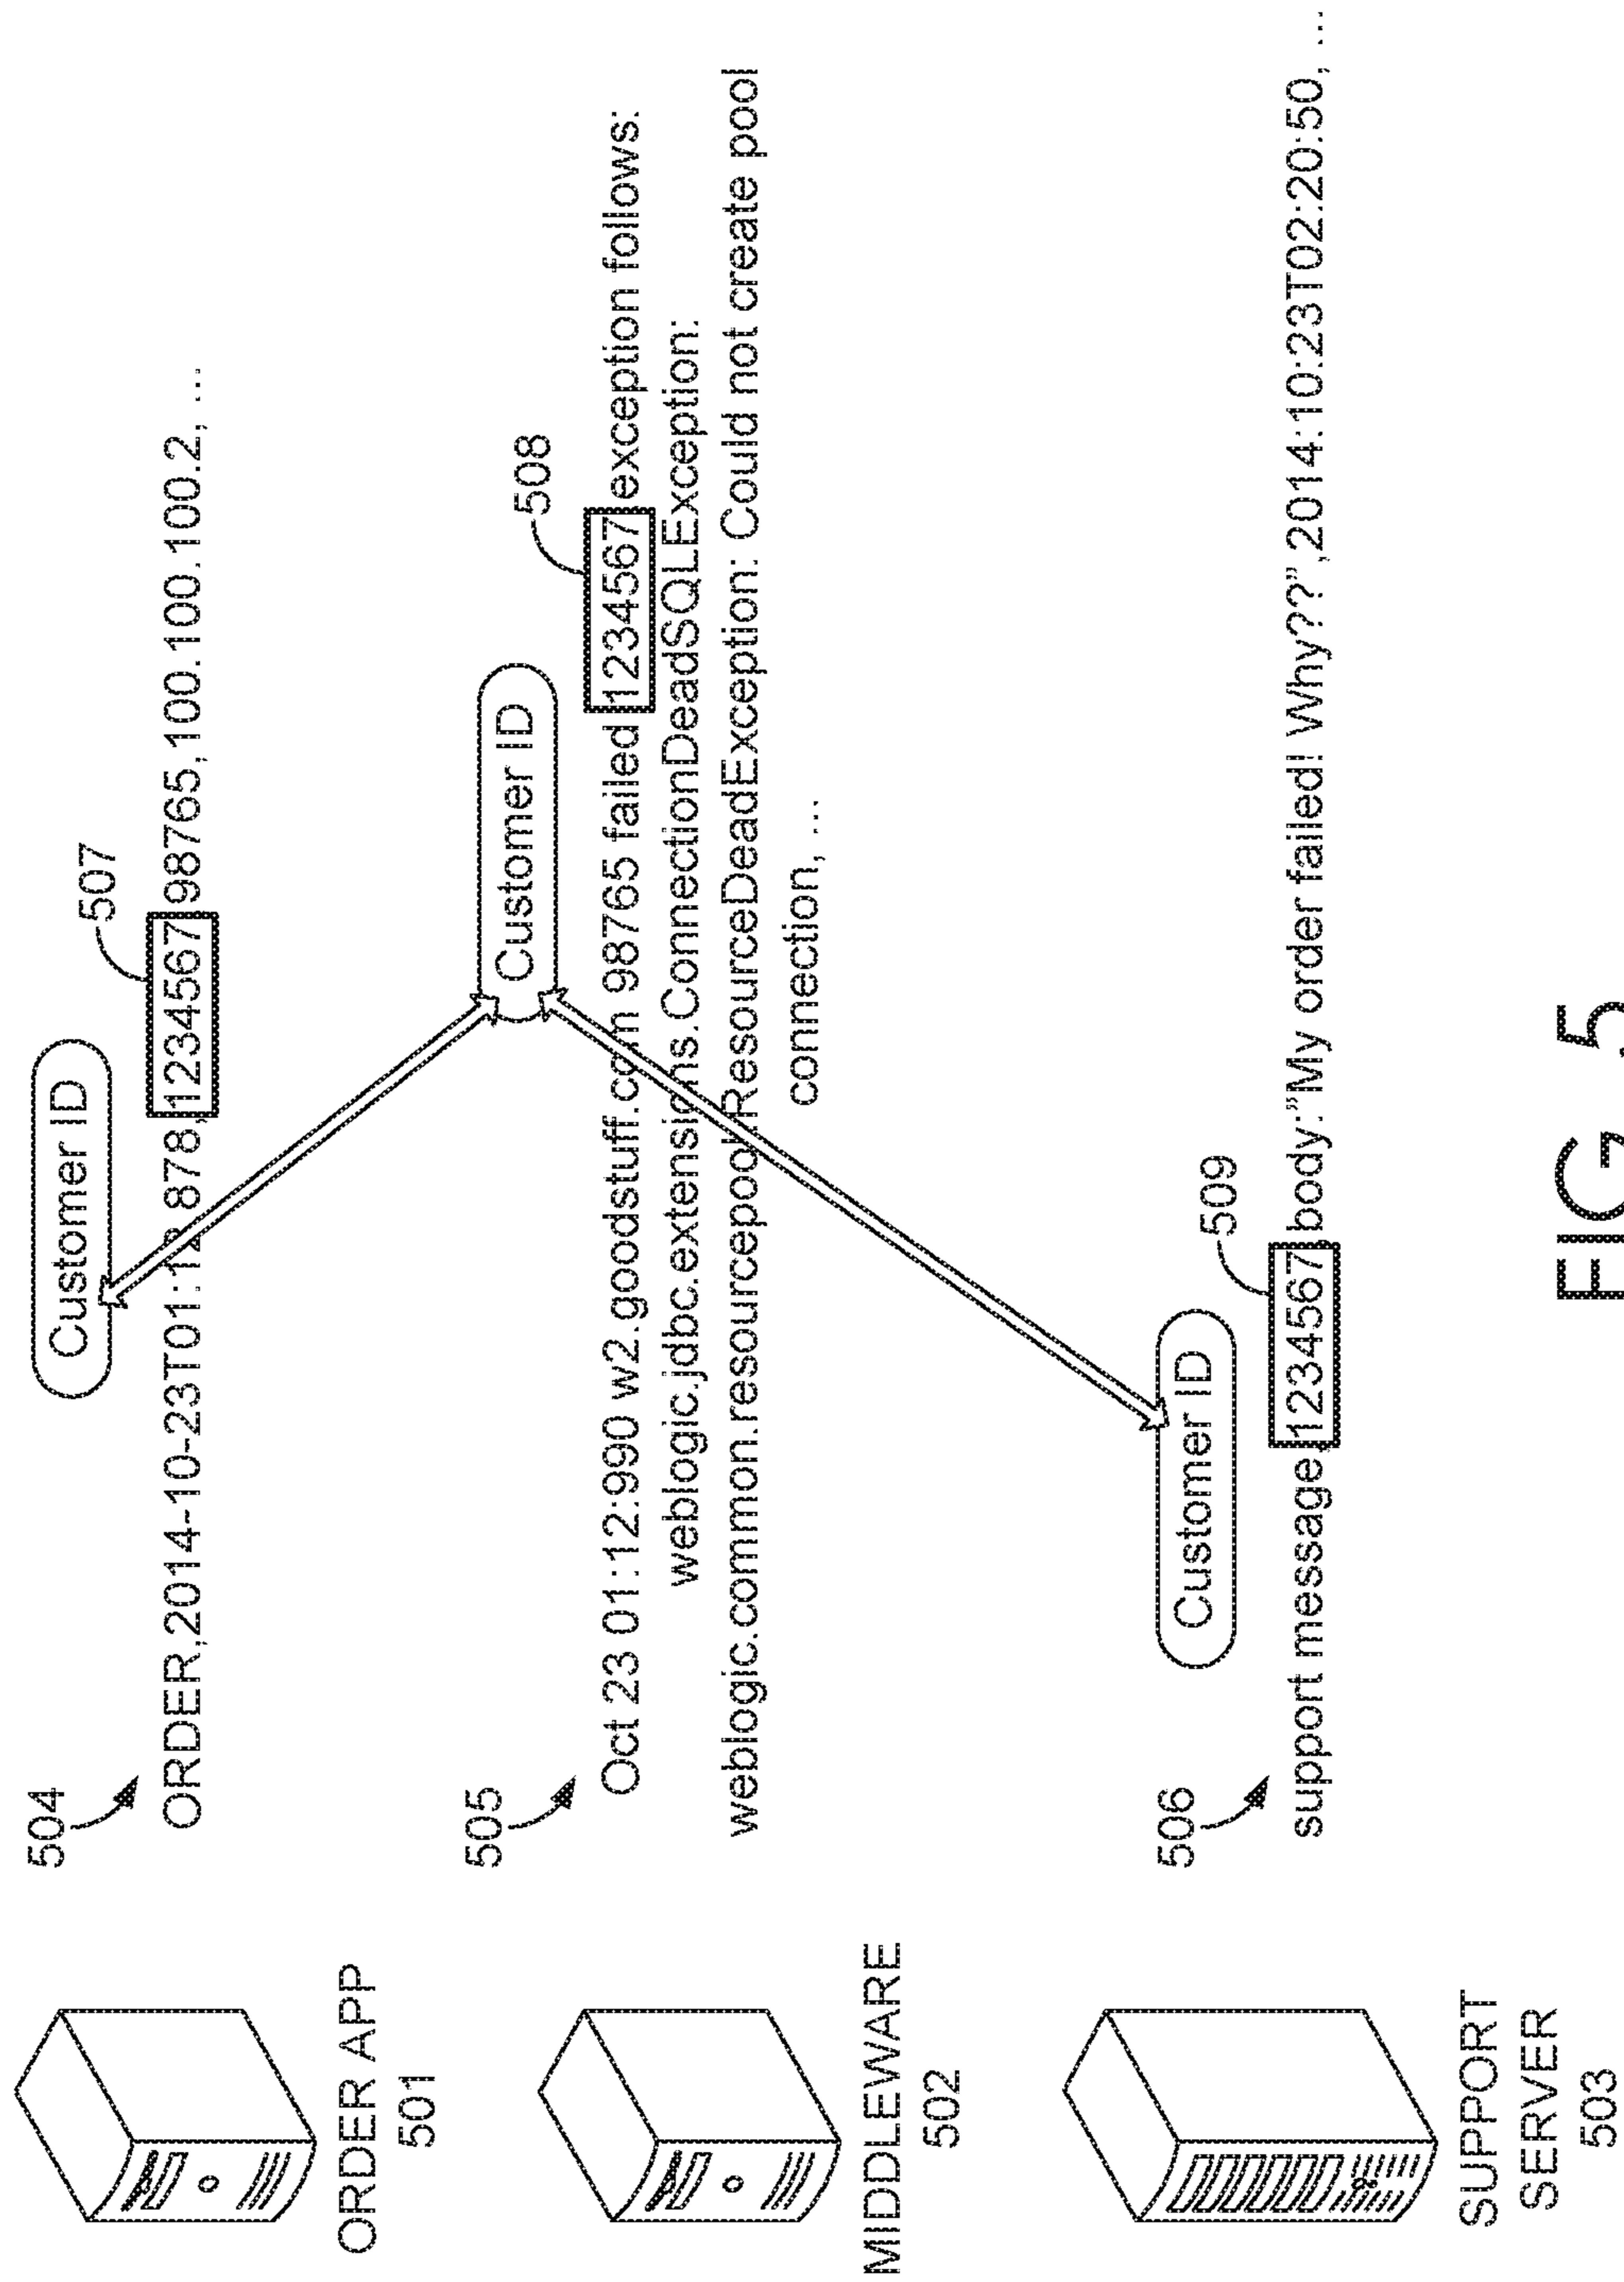 504
Customer ID
507
ORDER,2014-10-23T01:12 878,1234567 98765,100.100.100.2, ...
ORDER APP
501
505
Customer ID
508
Oct 23 01:12:990 w2.goodstuff.com 98765 failed 1234567 exception follows:
weblogic.jdbc.extensions.ConnectionDeadSQLException:
weblogic.common.resourcepool.ResourceDeadException: Could not create pool
connection, ...
MIDDLEWARE
502
506
Customer ID
509
support message,1234567 body:"My order failed! Why??",2014:10:23T02:20:50, ...
SUPPORT
SERVER
503
FIG. 5